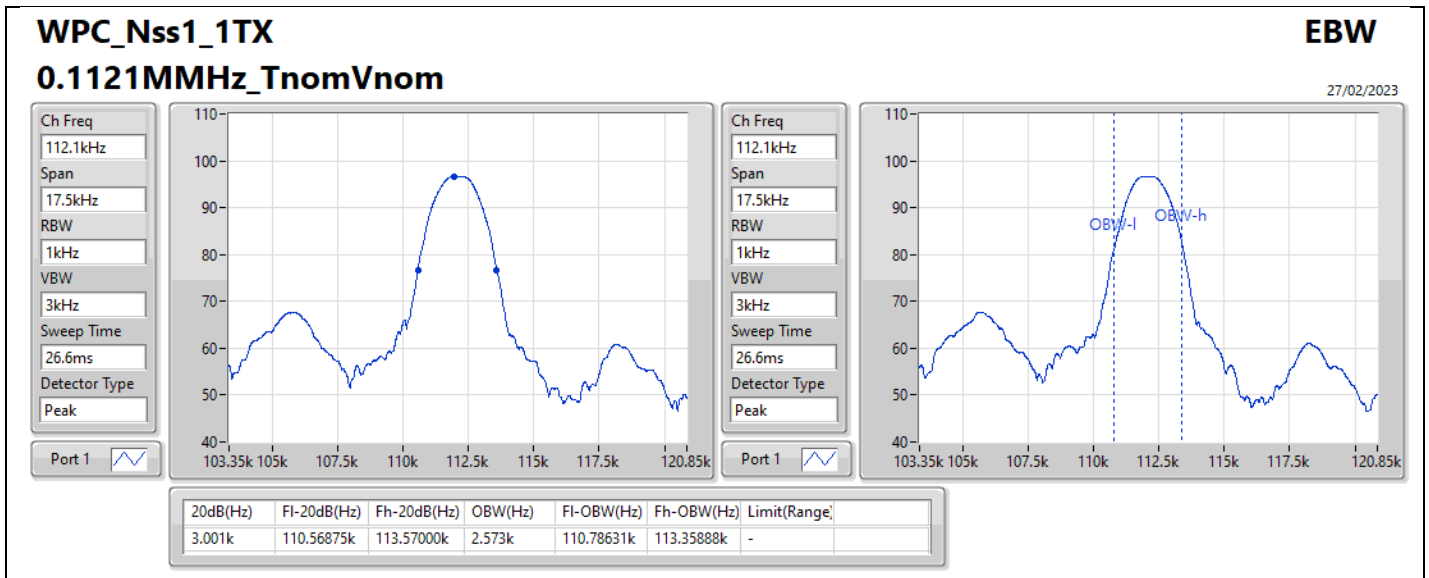 WPC_Nss1_1TX
EBW
0.1121MMHz_TnomVnom
27/02/2023
Ch Freq
112.1kHz
Span
17.5kHz
RBW
1kHz
VBW
3kHz
Sweep Time
26.6ms
Detector Type
Peak
Port 1
110
100
90
80
70
60
50
40
103.35k 105k 107.5k 110k 112.5k 115k 117.5k 120.85k
Ch Freq
112.1kHz
Span
17.5kHz
RBW
1kHz
VBW
3kHz
Sweep Time
26.6ms
Detector Type
Peak
Port 1
110
100
90
80
70
60
50
40
OBW-l
OBW-h
103.35k 105k 107.5k 110k 112.5k 115k 117.5k 120.85k
20dB(Hz) Fl-20dB(Hz) Fh-20dB(Hz) OBW(Hz) Fl-OBW(Hz) Fh-OBW(Hz) Limit(Range)
3.001k 110.56875k 113.57000k 2.573k 110.78631k 113.35888k -